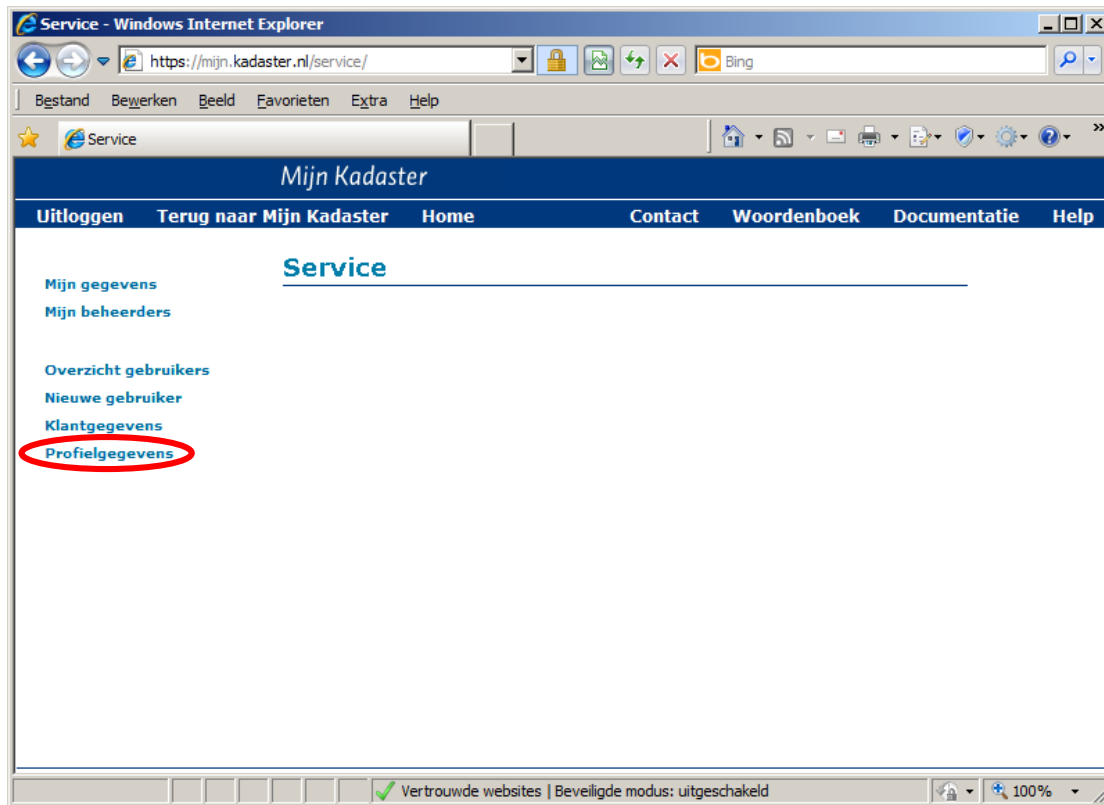 Service - Windows Internet Explorer
https://mijn.kadaster.nl/service/
Bing
Bestand Bewerken Beeld Favorieten Extra Help
Service
»
Mijn Kadaster
Uitloggen Terug naar Mijn Kadaster Home Contact Woordenboek Documentatie Help
Service
Mijn gegevens
Mijn beheerders
Overzicht gebruikers
Nieuwe gebruiker
Klantgegevens
Profielgegevens
Vertrouwde websites | Beveiligde modus: uitgeschakeld
100%